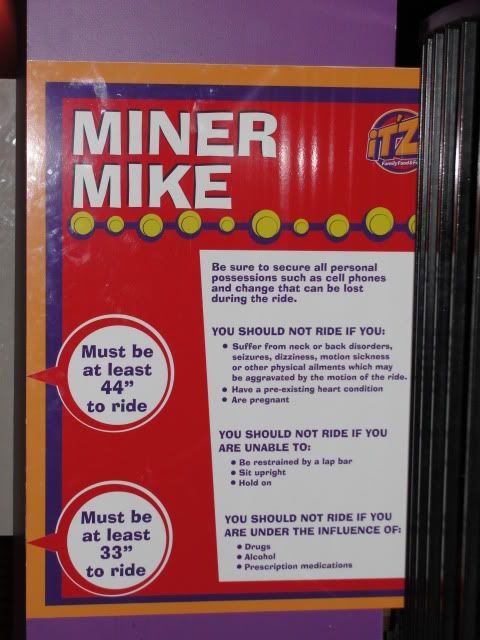 MINER
MIKE
iT'Z
Family Food & F
Be sure to secure all personal
possessions such as cell phones
and change that can be lost
during the ride.
YOU SHOULD NOT RIDE IF YOU:
• Suffer from neck or back disorders,
seizures, dizziness, motion sickness
or other physical ailments which may
be aggravated by the motion of the ride.
• Have a pre-existing heart condition
• Are pregnant
YOU SHOULD NOT RIDE IF YOU
ARE UNABLE TO:
• Be restrained by a lap bar
• Sit upright
• Hold on
YOU SHOULD NOT RIDE IF YOU
ARE UNDER THE INFLUENCE OF:
• Drugs
• Alcohol
• Prescription medications
Must be
at least
44"
to ride
Must be
at least
33"
to ride